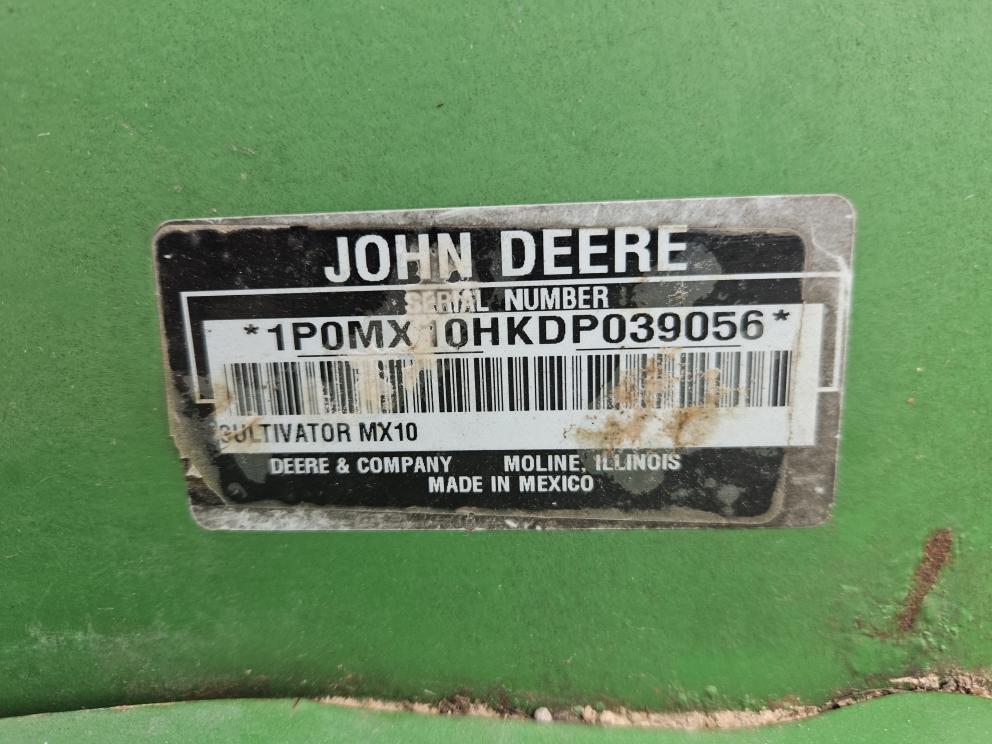 JOHN DEERE
SERIAL NUMBER
*1P0MX10HKDP039056*
CULTIVATOR MX10
DEERE & COMPANY MOLINE, ILLINOIS
MADE IN MEXICO